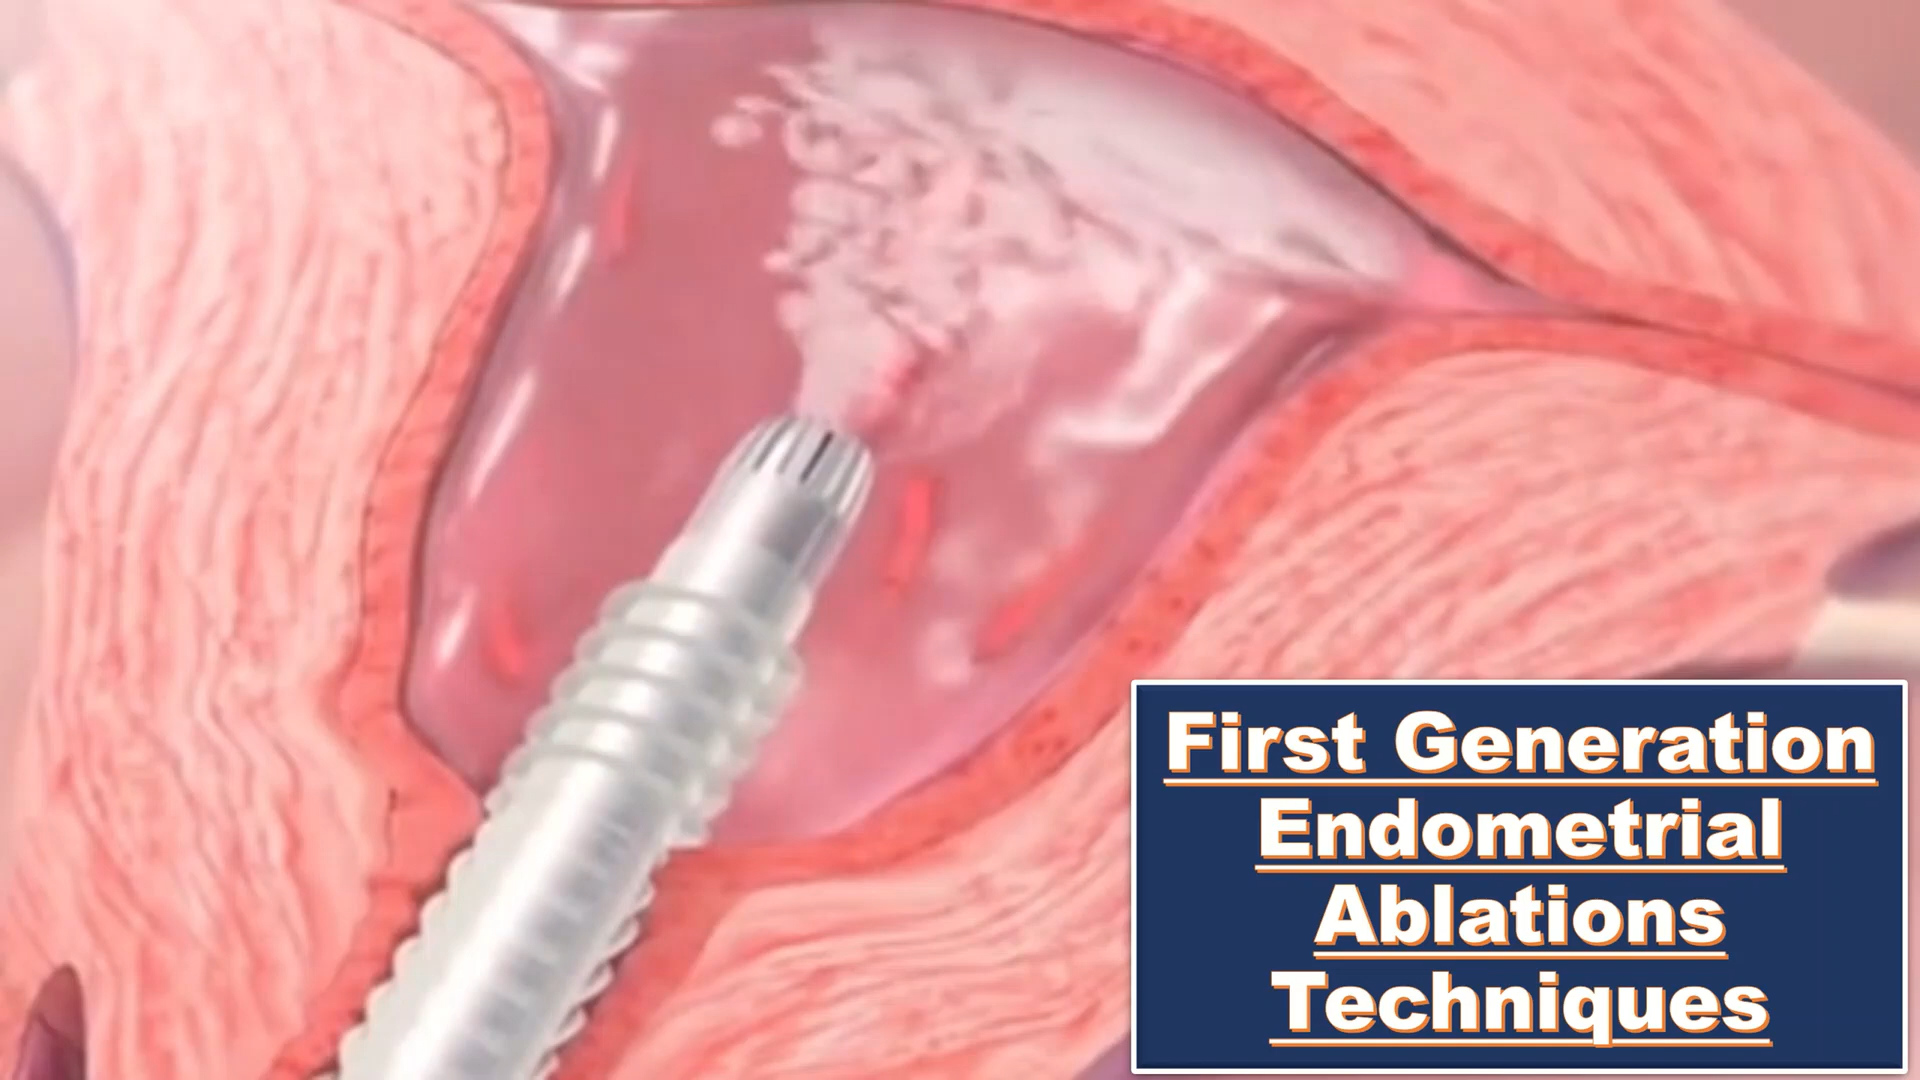 First Generation
Endometrial
Ablations
Techniques